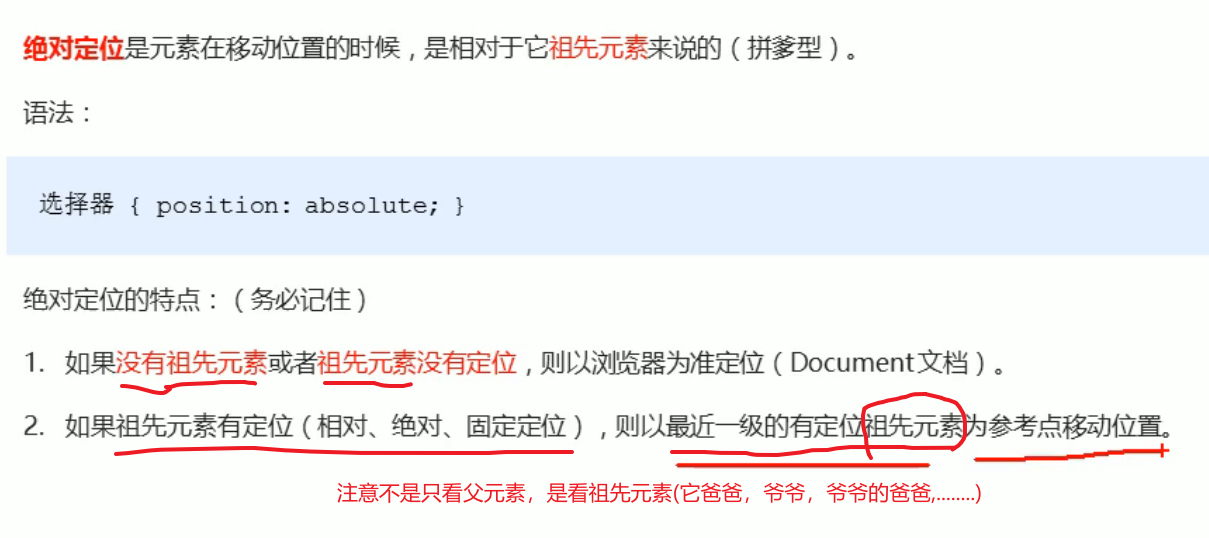 绝对定位是元素在移动位置的时候，是相对于它祖先元素来说的（拼爹型）。
语法：
选择器 { position: absolute; }
绝对定位的特点：（务必记住）
1. 如果没有祖先元素或者祖先元素没有定位，则以浏览器为准定位（Document文档）。
2. 如果祖先元素有定位（相对、绝对、固定定位），则以最近一级的有定位祖先元素为参考点移动位置。
注意不是只看父元素，是看祖先元素(它爸爸，爷爷，爷爷的爸爸,........)